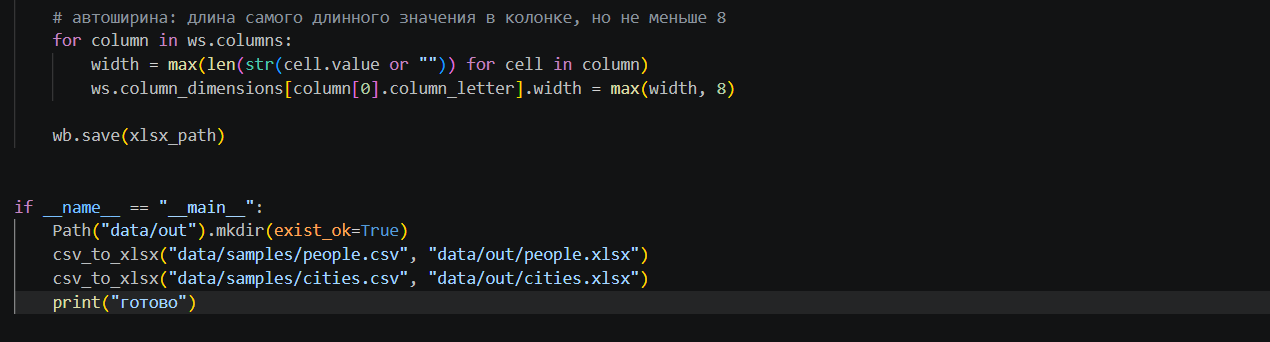 # автоширина: длина самого длинного значения в колонке, но не меньше 8
for column in ws.columns:
width = max(len(str(cell.value or "")) for cell in column)
ws.column_dimensions[column[0].column_letter].width = max(width, 8)
wb.save(xlsx_path)
if __name__ == "__main__":
Path("data/out").mkdir(exist_ok=True)
csv_to_xlsx("data/samples/people.csv", "data/out/people.xlsx")
csv_to_xlsx("data/samples/cities.csv", "data/out/cities.xlsx")
print("готово")